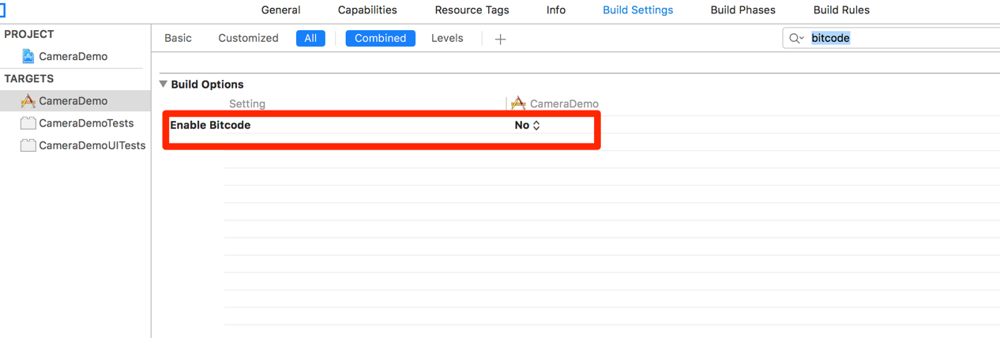 General Capabilities Resource Tags Info Build Settings Build Phases Build Rules
PROJECT
Basic Customized All Combined Levels
bitcode
CameraDemo
TARGETS
Build Options
CameraDemo
Setting CameraDemo
CameraDemoTests
Enable Bitcode No
CameraDemoUITests